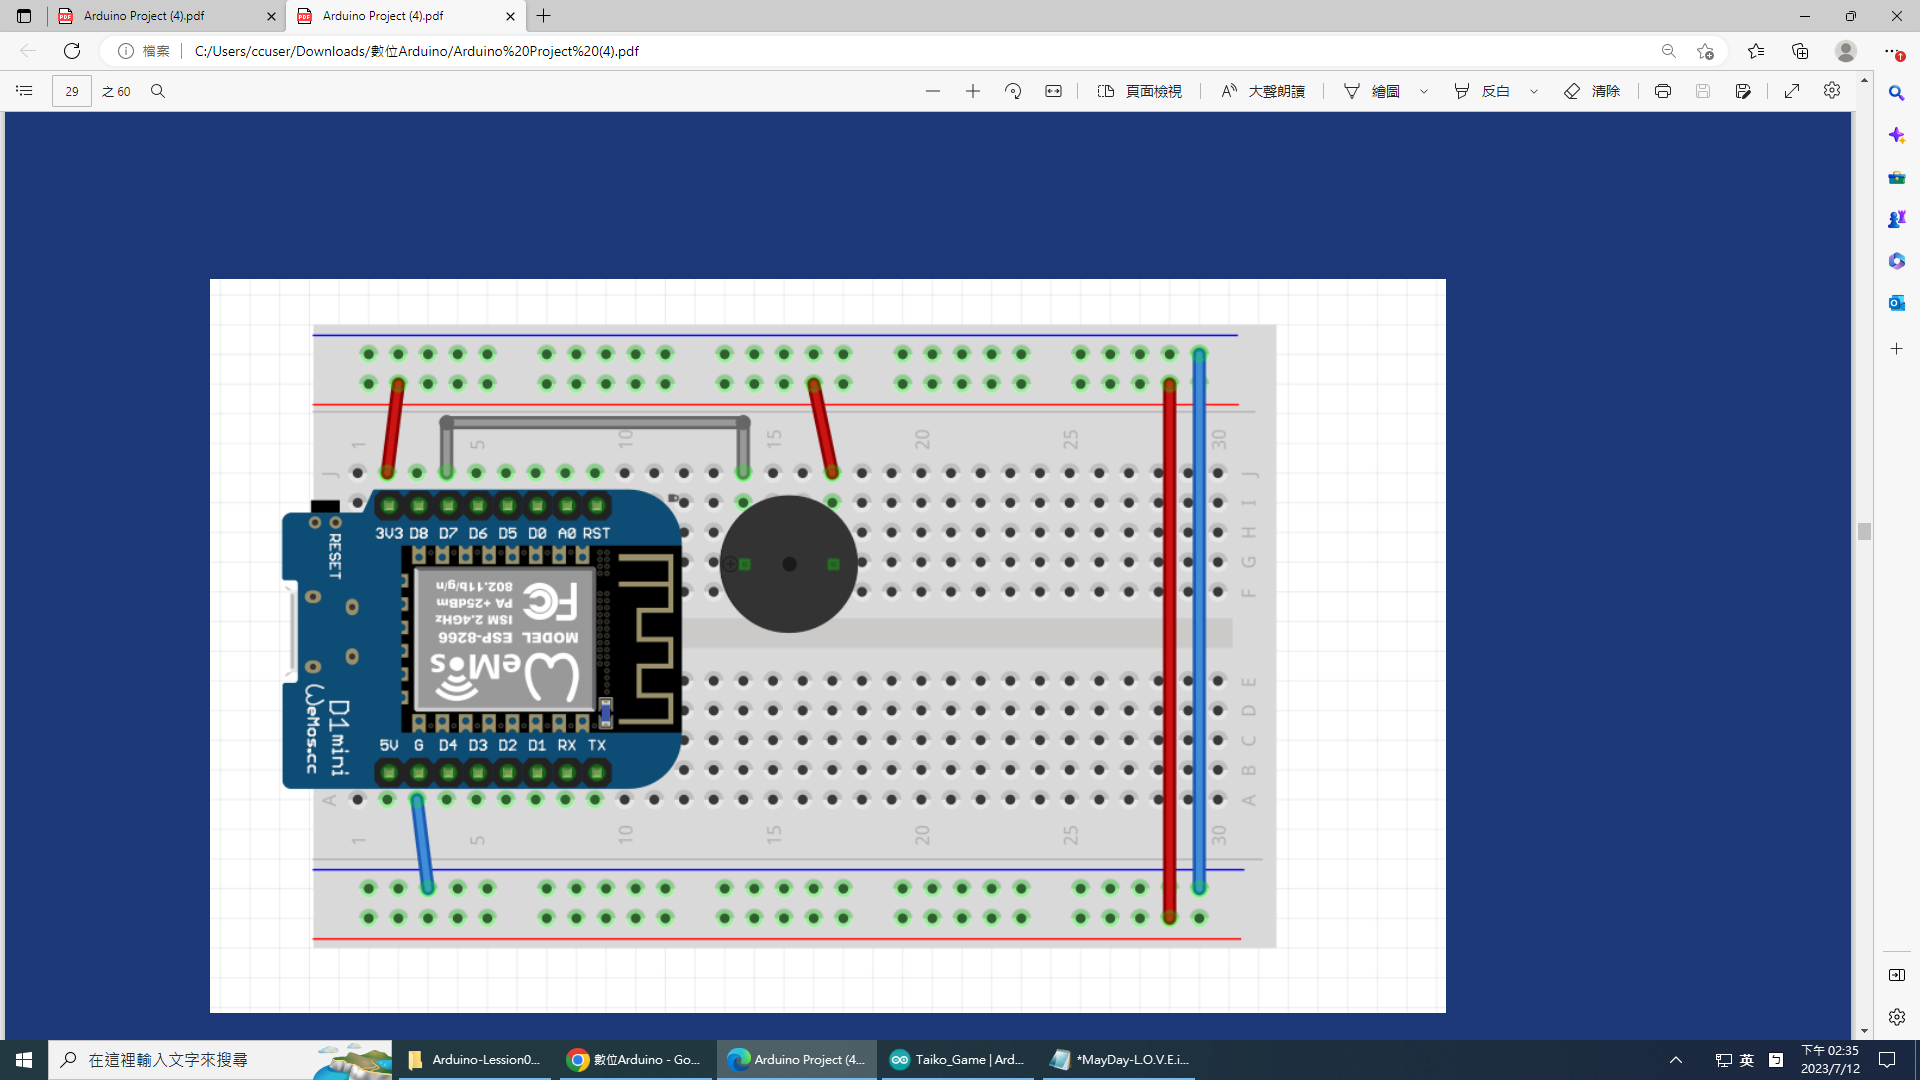 Arduino Project (4).pdf
Arduino Project (4).pdf
檔案
C:/Users/ccuser/Downloads/數位Arduino/Arduino%20Project%20(4).pdf
29
之 60
頁面檢視
大聲朗讀
繪圖
反白
清除
1 5 10 15 20 25 30
J J
I
H
G
F
3V3 D8 D7 D6 D5 D0 A0 RST
RESET
802.11b/g/n
PA +25dBm
ISM 2.4GHz
MODEL ESP-8266
FC
WeMos
D1mini
WeMos.cc
5V G D4 D3 D2 D1 RX TX
E
D
C
B
A A
1 5 10 15 20 25 30
在這裡輸入文字來搜尋
Arduino-Lession0...
數位Arduino - Go...
Arduino Project (4...
Taiko_Game | Ard...
*MayDay-L.O.V.E.i...
英
下午 02:35
2023/7/12